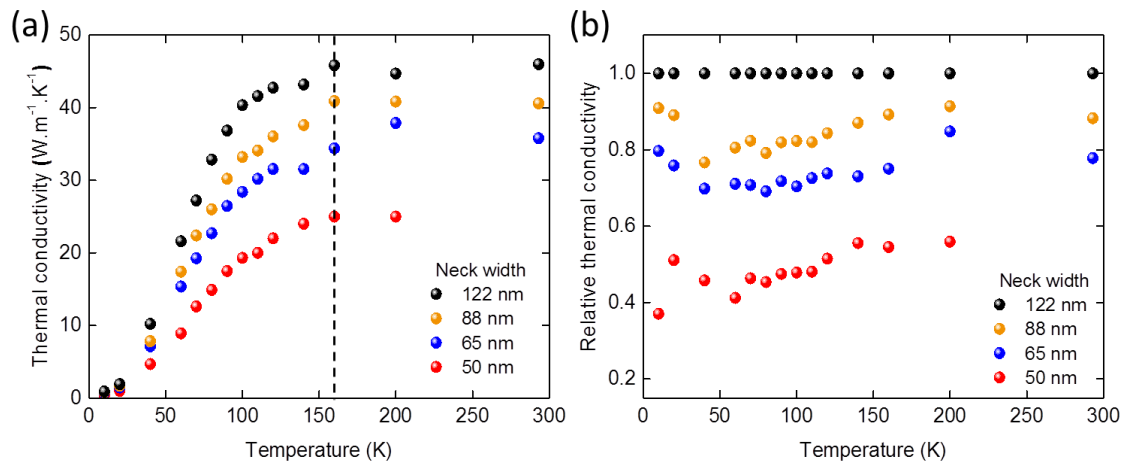 (a)
Thermal conductivity (W.m⁻¹.K⁻¹)
50
40
30
20
10
0
0 50 100 150 200 250 300
Temperature (K)
Neck width
122 nm
88 nm
65 nm
50 nm
(b)
Relative thermal conductivity
1.0
0.8
0.6
0.4
0.2
0 50 100 150 200 250 300
Temperature (K)
Neck width
122 nm
88 nm
65 nm
50 nm